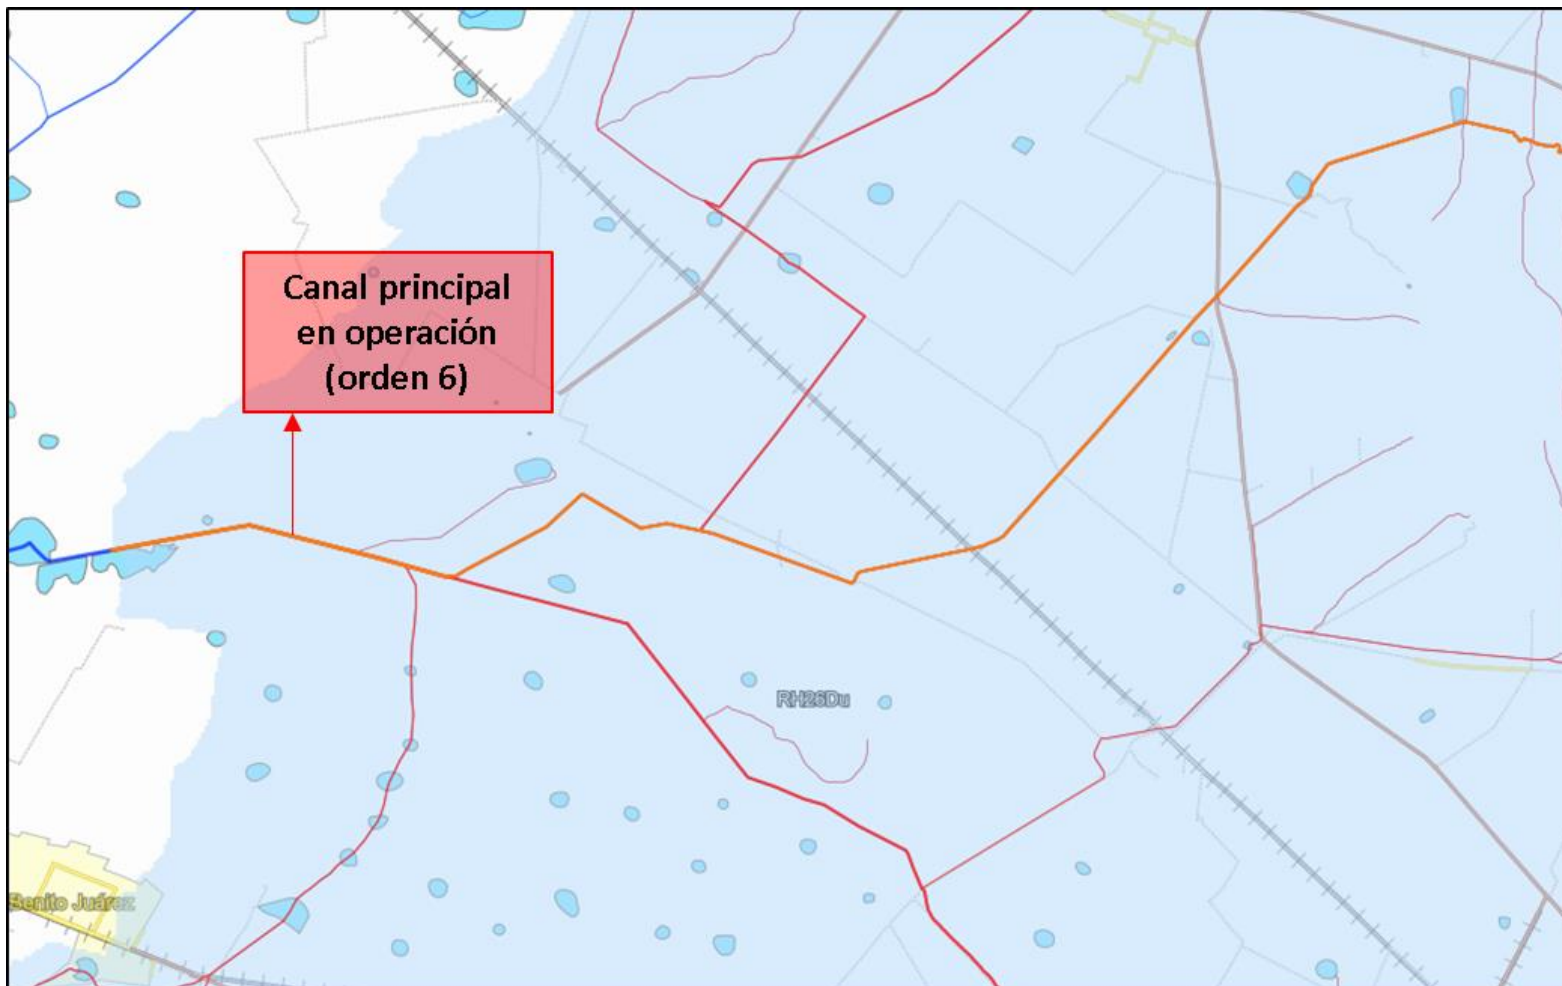 Canal principal
en operación
(orden 6)
RH26Du
Benito Juárez